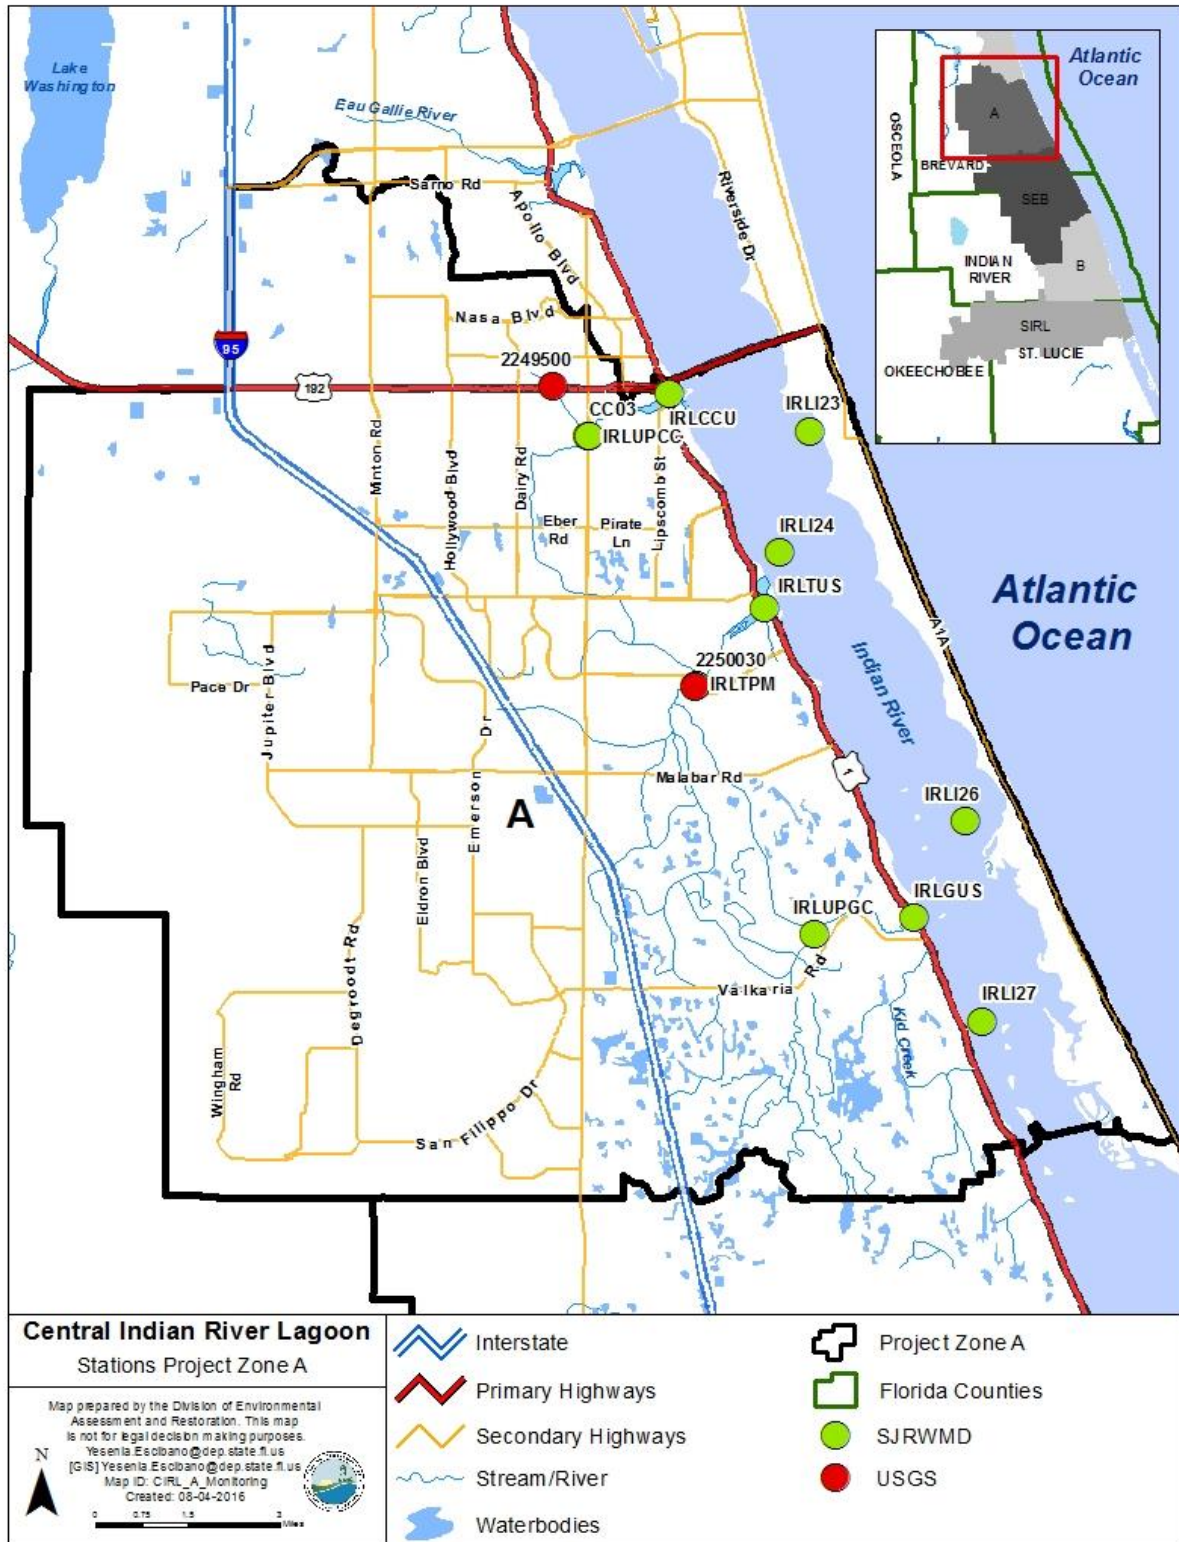 Lake
Washington
Eau Gallie River
Sarno Rd
Apollo Blvd
Riverside Dr
Nasa Blvd
95
192
2249500
CC03
IRLCCU
IRLUPCC
IRLI23
Minton Rd
Hollywood Blvd
Dairy Rd
Lipscomb St
Eber
Rd
Pirate
Ln
IRLI24
IRLTUS
Atlantic
Ocean
A1A
Indian River
2250030
IRLTPM
Pace Dr
Jupiter Blvd
Emerson Dr
Malabar Rd
1
A
IRLI26
Eldron Blvd
IRLGUS
IRLUPGC
Degroodt Rd
Valkaria Rd
IRLI27
Kid Creek
Wingham
Rd
San Filippo Dr
Atlantic
Ocean
OSCEOLA
A
BREVARD
SEB
INDIAN
RIVER
B
SIRL
ST. LUCIE
OKEECHOBEE
Central Indian River Lagoon
Stations Project Zone A
Map prepared by the Division of Environmental
Assessment and Restoration. This map
is not for legal decision making purposes.
Yesenia.Escibano@dep.state.fl.us
[GIS] Yesenia.Escibano@dep.state.fl.us
Map ID: CIRL_A_Monitoring
Created: 08-04-2016
N
0 0.75 1.5 3
Miles
Interstate
Primary Highways
Secondary Highways
Stream/River
Waterbodies
Project Zone A
Florida Counties
SJRWMD
USGS